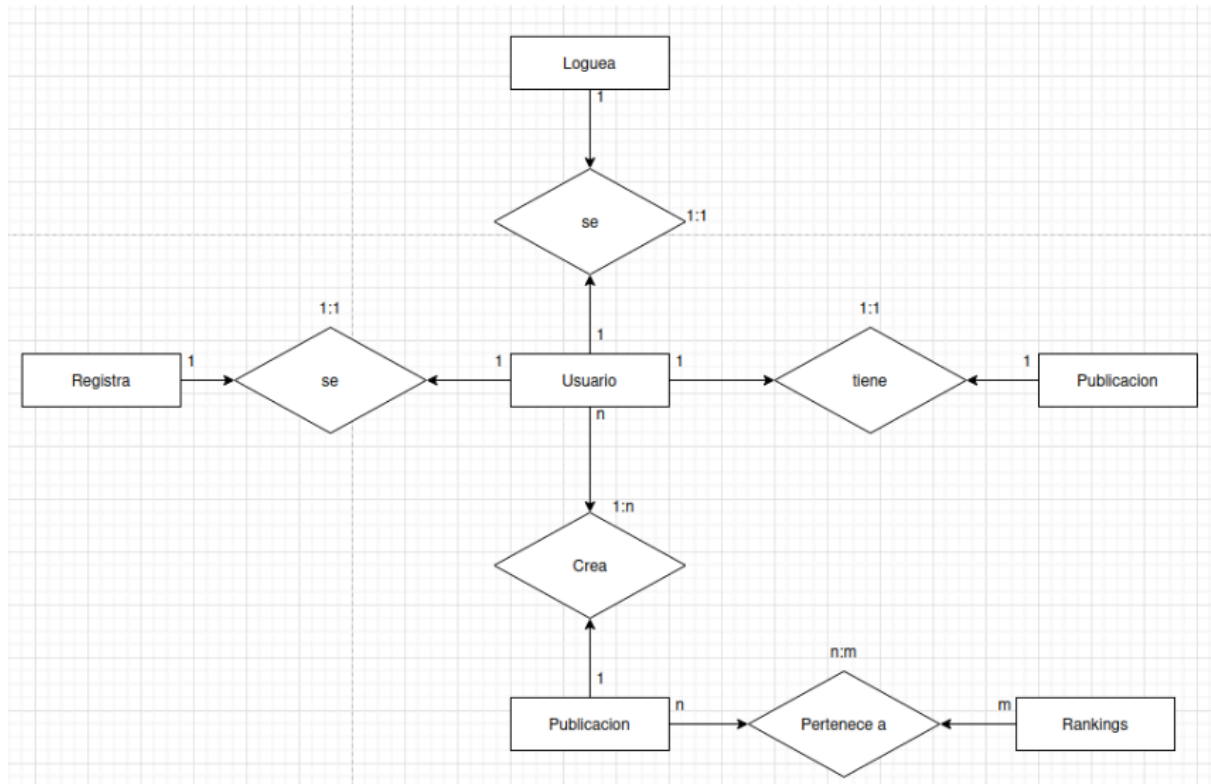 Loguea
1
se
1:1
1
1:1
1:1
Registra
1
se
1
Usuario
1
tiene
1
Publicacion
n
1:n
Crea
1
n:m
Publicacion
n
Pertenece a
m
Rankings